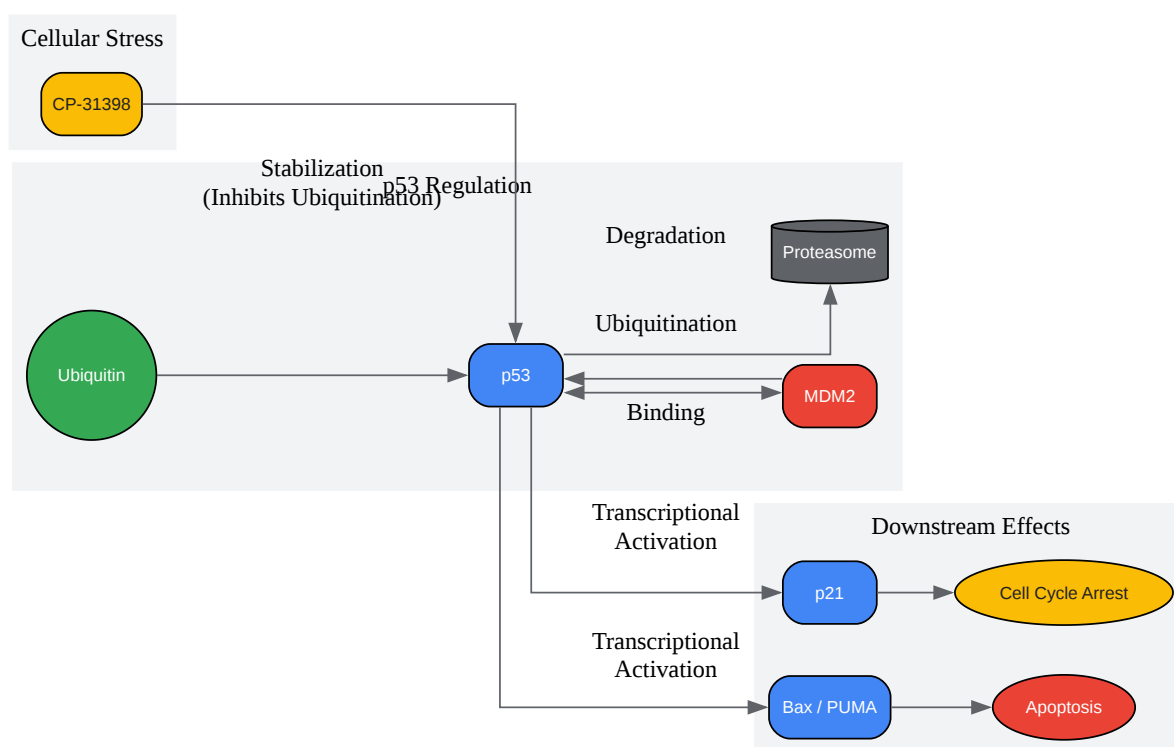 Cellular Stress
CP-31398
Stabilization
(Inhibits Ubiquitination)
p53 Regulation
Degradation
Proteasome
Ubiquitination
Ubiquitin
p53
MDM2
Binding
Transcriptional
Activation
Downstream Effects
p21
Cell Cycle Arrest
Transcriptional
Activation
Bax / PUMA
Apoptosis